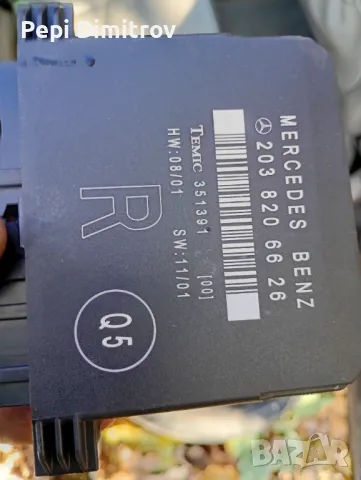 Pepi Dimitrov
MERCEDES BENZ
203 820 66 26
TEMIC 351391 [00]
HW:08/01 SW:11/01
R
Q5
BAZAR